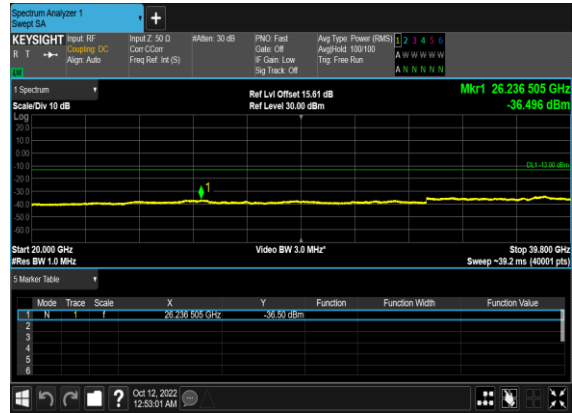 Spectrum Analyzer 1
Swept SA
KEYSIGHT Input: RF Input Z: 50 Ω #Atten: 30 dB PNO: Fast Avg Type: Power (RMS) 1 2 3 4 5 6
R T Coupling: DC Corr CCorr Gate: Off Avg|Hold: 100/100 A W W W W W
Align: Auto Freq Ref: Int (S) IF Gain: Low Trig: Free Run
Sig Track: Off A N N N N N
1 Spectrum Ref Lvl Offset 15.61 dB Mkr1 26.236 505 GHz
Scale/Div 10 dB Ref Level 30.00 dBm -36.496 dBm
Log
20.0
10.0
0.00
-10.0
DL1 -13.00 dBm
-20.0
-30.0
1
-40.0
-50.0
-60.0
Start 20.000 GHz Video BW 3.0 MHz* Stop 39.800 GHz
#Res BW 1.0 MHz Sweep ~39.2 ms (40001 pts)
5 Marker Table
Mode Trace Scale X Y Function Function Width Function Value
1 N 1 f 26.236 505 GHz -36.50 dBm
2
3
4
5
6
Oct 12, 2022
12:53:01 AM